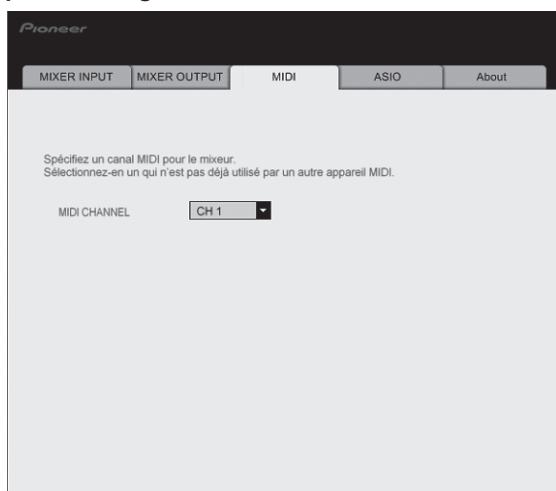 Pioneer
MIXER INPUT MIXER OUTPUT MIDI ASIO About
Spécifiez un canal MIDI pour le mixeur.
Sélectionnez-en un qui n'est pas déjà utilisé par un autre appareil MIDI.
MIDI CHANNEL CH 1